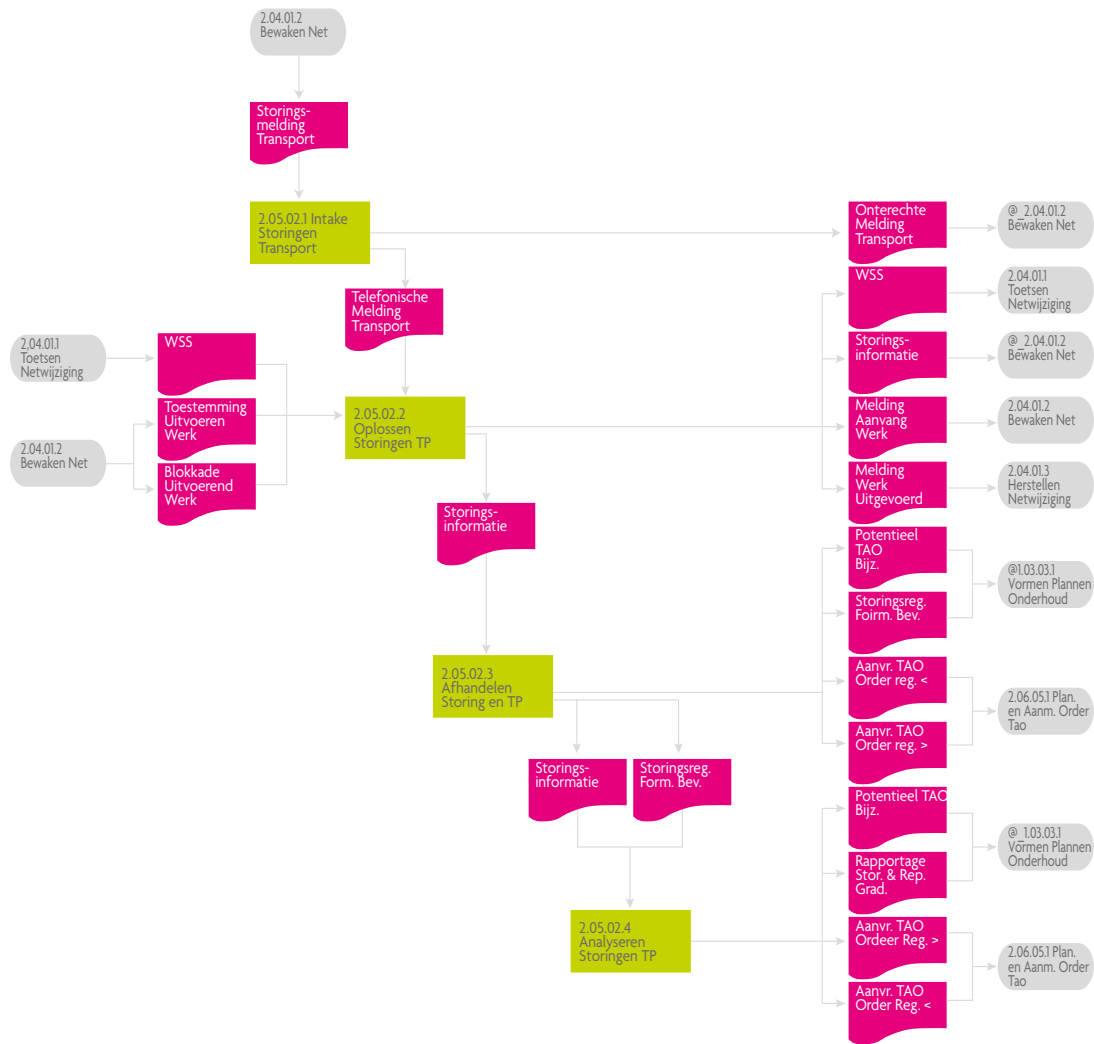 2.04.01.2
Bewaken Net
Storings-
melding
Transport
2.05.02.1 Intake
Storingen
Transport
Onterechte
Melding
Transport
@_2.04.01.2
Bewaken Net
Telefonische
Melding
Transport
WSS
2.04.01.1
Toetsen
Netwijziging
2,04.01.1
Toetsen
Netwijziging
WSS
Storings-
informatie
@_2.04.01.2
Bewaken Net
2.04.01.2
Bewaken Net
Toestemming
Uitvoeren
Werk
Blokkade
Uitvoerend
Werk
2.05.02.2
Oplossen
Storingen TP
Melding
Aanvang
Werk
2.04.01.2
Bewaken Net
Melding
Werk
Uitgevoerd
2.04.01.3
Herstellen
Netwijziging
Storings-
informatie
Potentieel
TAO
Bijz.
Storingsreg.
Foirm. Bev.
@1.03.03.1
Vormen Plannen
Onderhoud
2.05.02.3
Afhandelen
Storing en TP
Aanvr. TAO
Order reg. <
Aanvr. TAO
Order reg. >
2.06.05.1 Plan.
en Aanm. Order
Tao
Storings-
informatie
Storingsreg.
Form. Bev.
Potentieel TAO
Bijz.
Rapportage
Stor. & Rep.
Grad.
@_1.03.03.1
Vormen Plannen
Onderhoud
2.05.02.4
Analyseren
Storingen TP
Aanvr. TAO
Ordeer Reg. >
Aanvr. TAO
Order Reg. <
2.06.05.1 Plan.
en Aanm. Order
Tao